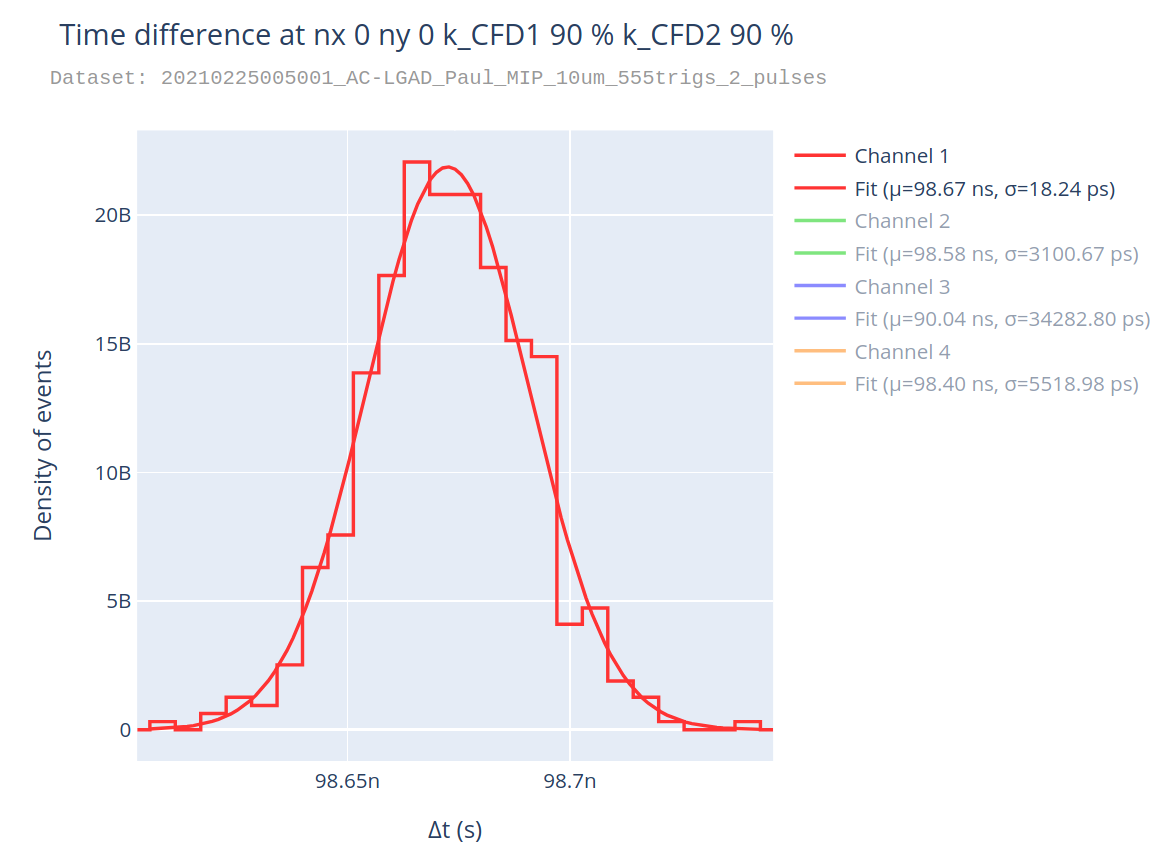 Time difference at nx 0 ny 0 k_CFD1 90 % k_CFD2 90 %
Dataset: 20210225005001_AC-LGAD_Paul_MIP_10um_555trigs_2_pulses
Channel 1
Fit (μ=98.67 ns, σ=18.24 ps)
Channel 2
Fit (μ=98.58 ns, σ=3100.67 ps)
Channel 3
Fit (μ=90.04 ns, σ=34282.80 ps)
Channel 4
Fit (μ=98.40 ns, σ=5518.98 ps)
20B
15B
10B
5B
0
Density of events
98.65n
98.7n
Δt (s)